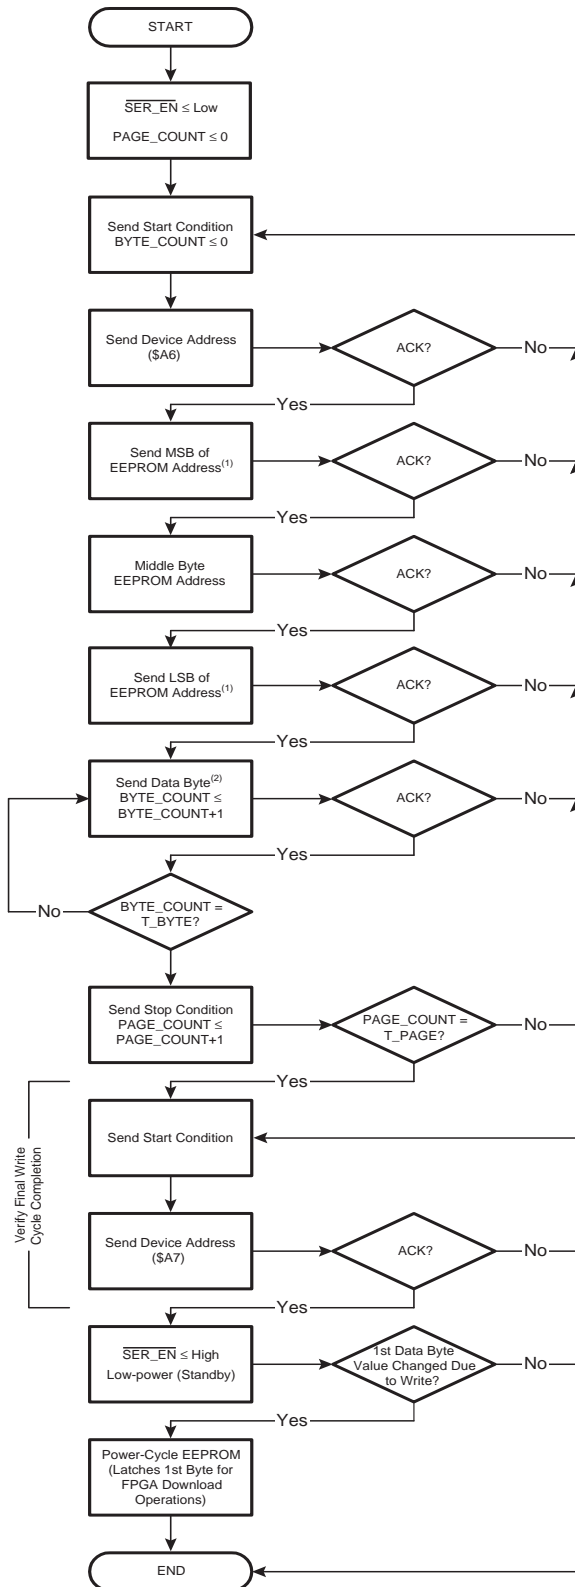 START
SER_EN ≤ Low
PAGE_COUNT ≤ 0
Send Start Condition
BYTE_COUNT ≤ 0
Send Device Address
($A6)
ACK?
No
Yes
Send MSB of
EEPROM Address(1)
ACK?
No
Yes
Middle Byte
EEPROM Address
ACK?
No
Yes
Send LSB of
EEPROM Address(1)
ACK?
No
Yes
Send Data Byte(2)
BYTE_COUNT ≤
BYTE_COUNT+1
ACK?
No
Yes
BYTE_COUNT =
T_BYTE?
No
Send Stop Condition
PAGE_COUNT ≤
PAGE_COUNT+1
PAGE_COUNT =
T_PAGE?
No
Yes
Verify Final Write
Cycle Completion
Send Start Condition
Send Device Address
($A7)
ACK?
No
Yes
SER_EN ≤ High
Low-power (Standby)
1st Data Byte
Value Changed Due
to Write?
No
Yes
Power-Cycle EEPROM
(Latches 1st Byte for
FPGA Download
Operations)
END